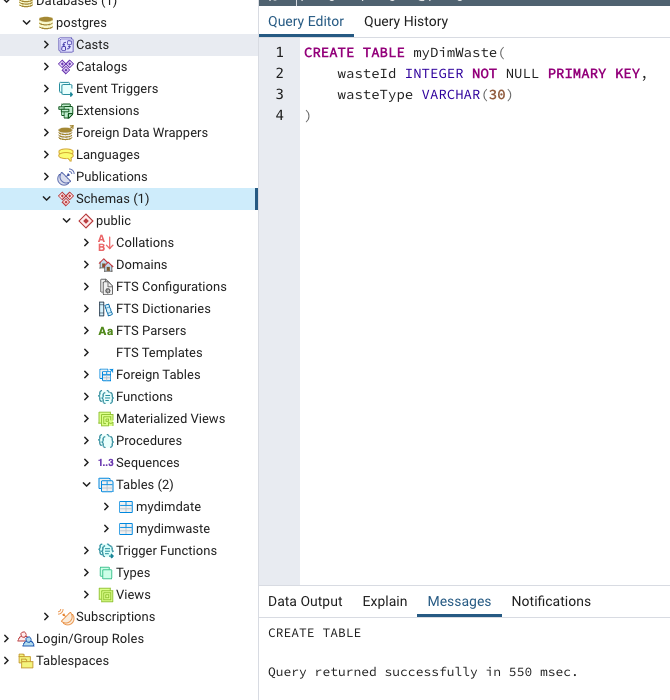 Databases (1)
postgres
Casts
Catalogs
Event Triggers
Extensions
Foreign Data Wrappers
Languages
Publications
Schemas (1)
public
Collations
Domains
FTS Configurations
FTS Dictionaries
Aa FTS Parsers
FTS Templates
Foreign Tables
Functions
Materialized Views
Procedures
1..3 Sequences
Tables (2)
mydimdate
mydimwaste
Trigger Functions
Types
Views
Subscriptions
Login/Group Roles
Tablespaces
Query Editor Query History
1 CREATE TABLE myDimWaste(
2 wasteId INTEGER NOT NULL PRIMARY KEY,
3 wasteType VARCHAR(30)
4 )
Data Output Explain Messages Notifications
CREATE TABLE
Query returned successfully in 550 msec.